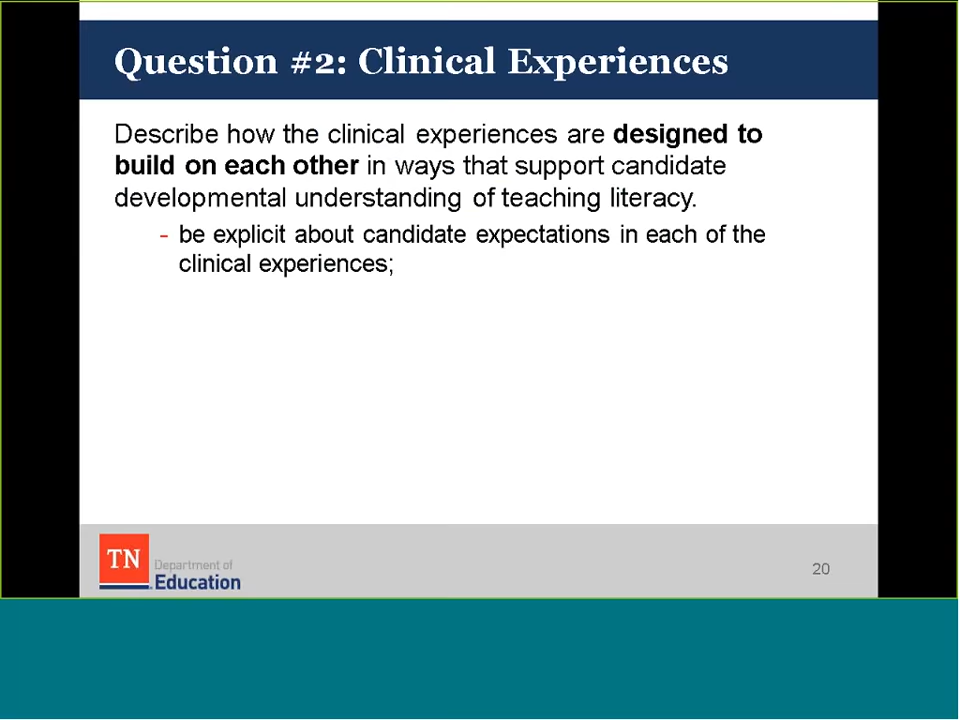 Question #2: Clinical Experiences
Describe how the clinical experiences are designed to
build on each other in ways that support candidate
developmental understanding of teaching literacy.
- be explicit about candidate expectations in each of the
clinical experiences;
TN
Department of
Education
20